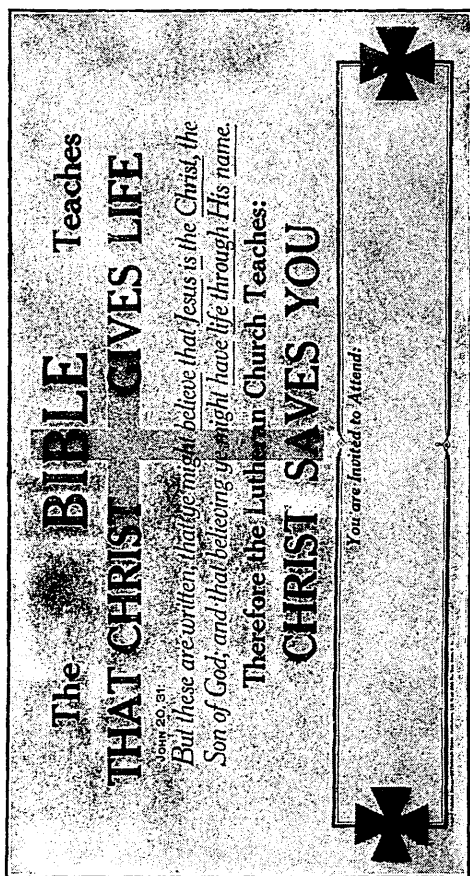 The BIBLE Teaches
THAT CHRIST GIVES LIFE
JOHN 20, 31:
But these are written, that ye might believe that Jesus is the Christ, the
Son of God; and that believing ye might have life through His name.
Therefore the Lutheran Church Teaches:
CHRIST SAVES YOU
You are Invited to Attend: